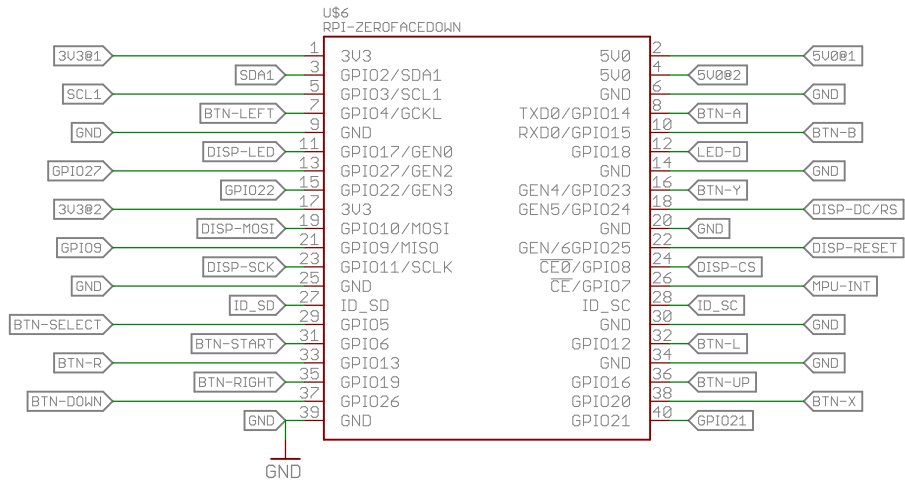 U$6
RPI-ZEROFACEDOWN
3V3@1 1 3V3 5V0 2 5V0@1
SDA1 3 GPIO2/SDA1 5V0 4 5V0@2
SCL1 5 GPIO3/SCL1 GND 6 GND
BTN-LEFT 7 GPIO4/GCKL TXD0/GPIO14 8 BTN-A
GND 9 GND RXD0/GPIO15 10 BTN-B
DISP-LED 11 GPIO17/GEN0 GPIO18 12 LED-D
GPIO27 13 GPIO27/GEN2 GND 14 GND
GPIO22 15 GPIO22/GEN3 GEN4/GPIO23 16 BTN-Y
3V3@2 17 3V3 GEN5/GPIO24 18 DISP-DC/RS
DISP-MOSI 19 GPIO10/MOSI GND 20 GND
GPIO9 21 GPIO9/MISO GEN/6GPIO25 22 DISP-RESET
DISP-SCK 23 GPIO11/SCLK CE0/GPIO8 24 DISP-CS
GND 25 GND CE/GPIO7 26 MPU-INT
ID_SD 27 ID_SD ID_SC 28 ID_SC
BTN-SELECT 29 GPIO5 GND 30 GND
BTN-START 31 GPIO6 GPIO12 32 BTN-L
BTN-R 33 GPIO13 GND 34 GND
BTN-RIGHT 35 GPIO19 GPIO16 36 BTN-UP
BTN-DOWN 37 GPIO26 GPIO20 38 BTN-X
GND 39 GND GPIO21 40 GPIO21
GND